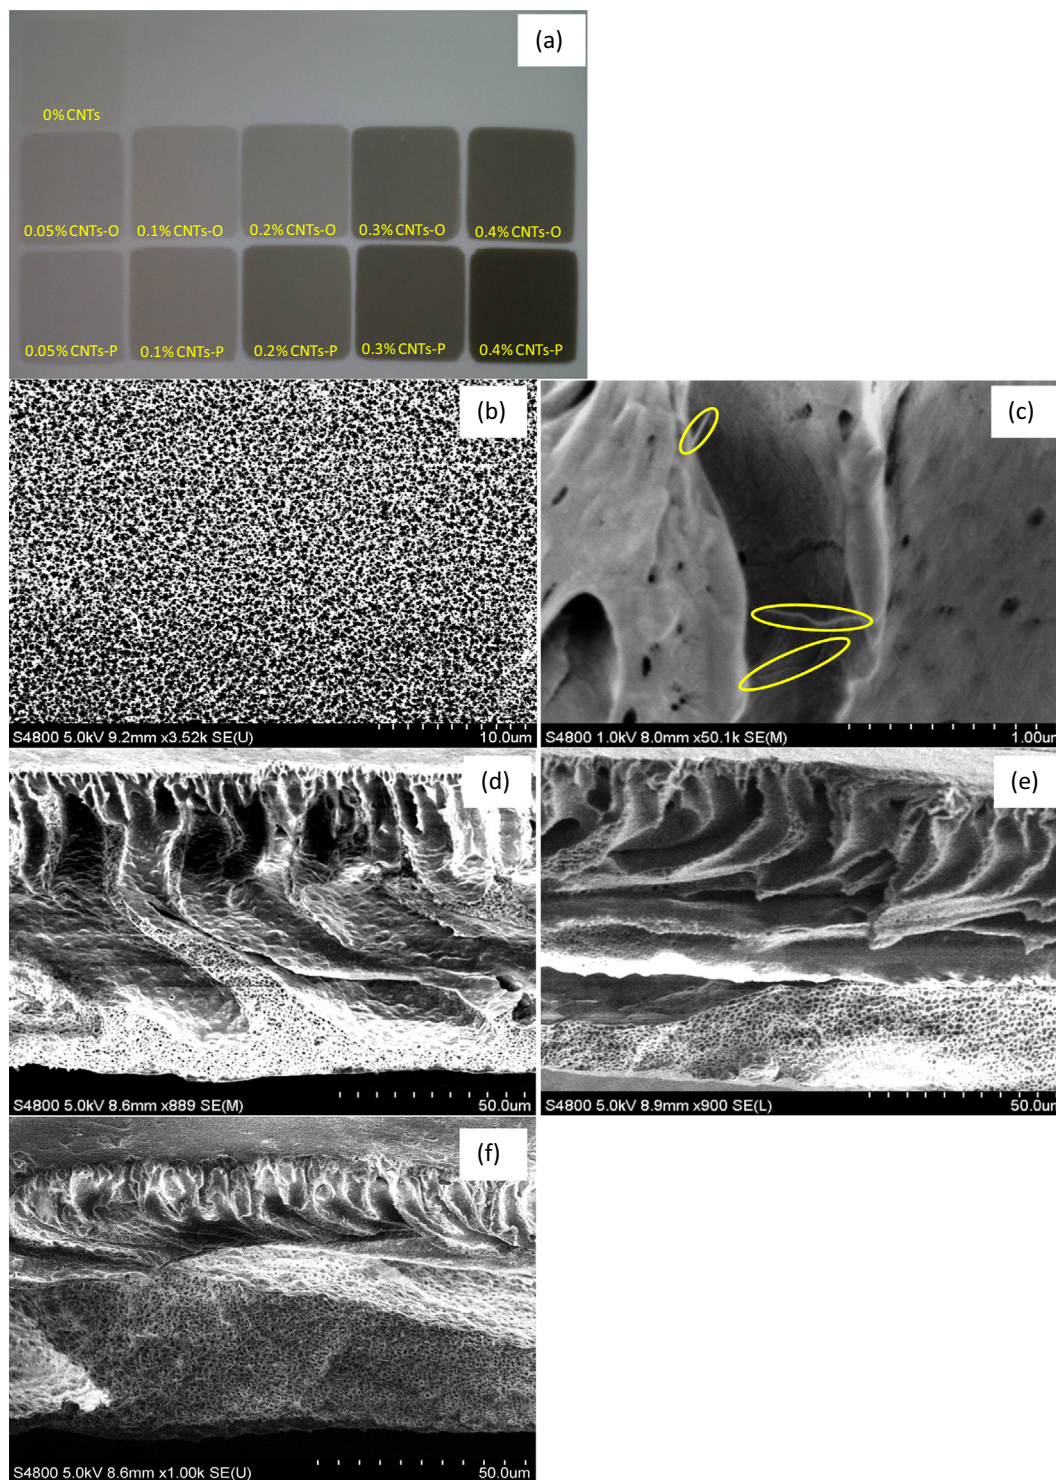 (a)
0% CNTs
0.05% CNTs-O 0.1% CNTs-O 0.2% CNTs-O 0.3% CNTs-O 0.4% CNTs-O
0.05% CNTs-P 0.1% CNTs-P 0.2% CNTs-P 0.3% CNTs-P 0.4% CNTs-P
(b)
S4800 5.0kV 9.2mm x3.52k SE(U) 10.0um
(c)
S4800 1.0kV 8.0mm x50.1k SE(M) 1.00um
(d)
S4800 5.0kV 8.6mm x889 SE(M) 50.0um
(e)
S4800 5.0kV 8.9mm x900 SE(L) 50.0um
(f)
S4800 5.0kV 8.6mm x1.00k SE(U) 50.0um